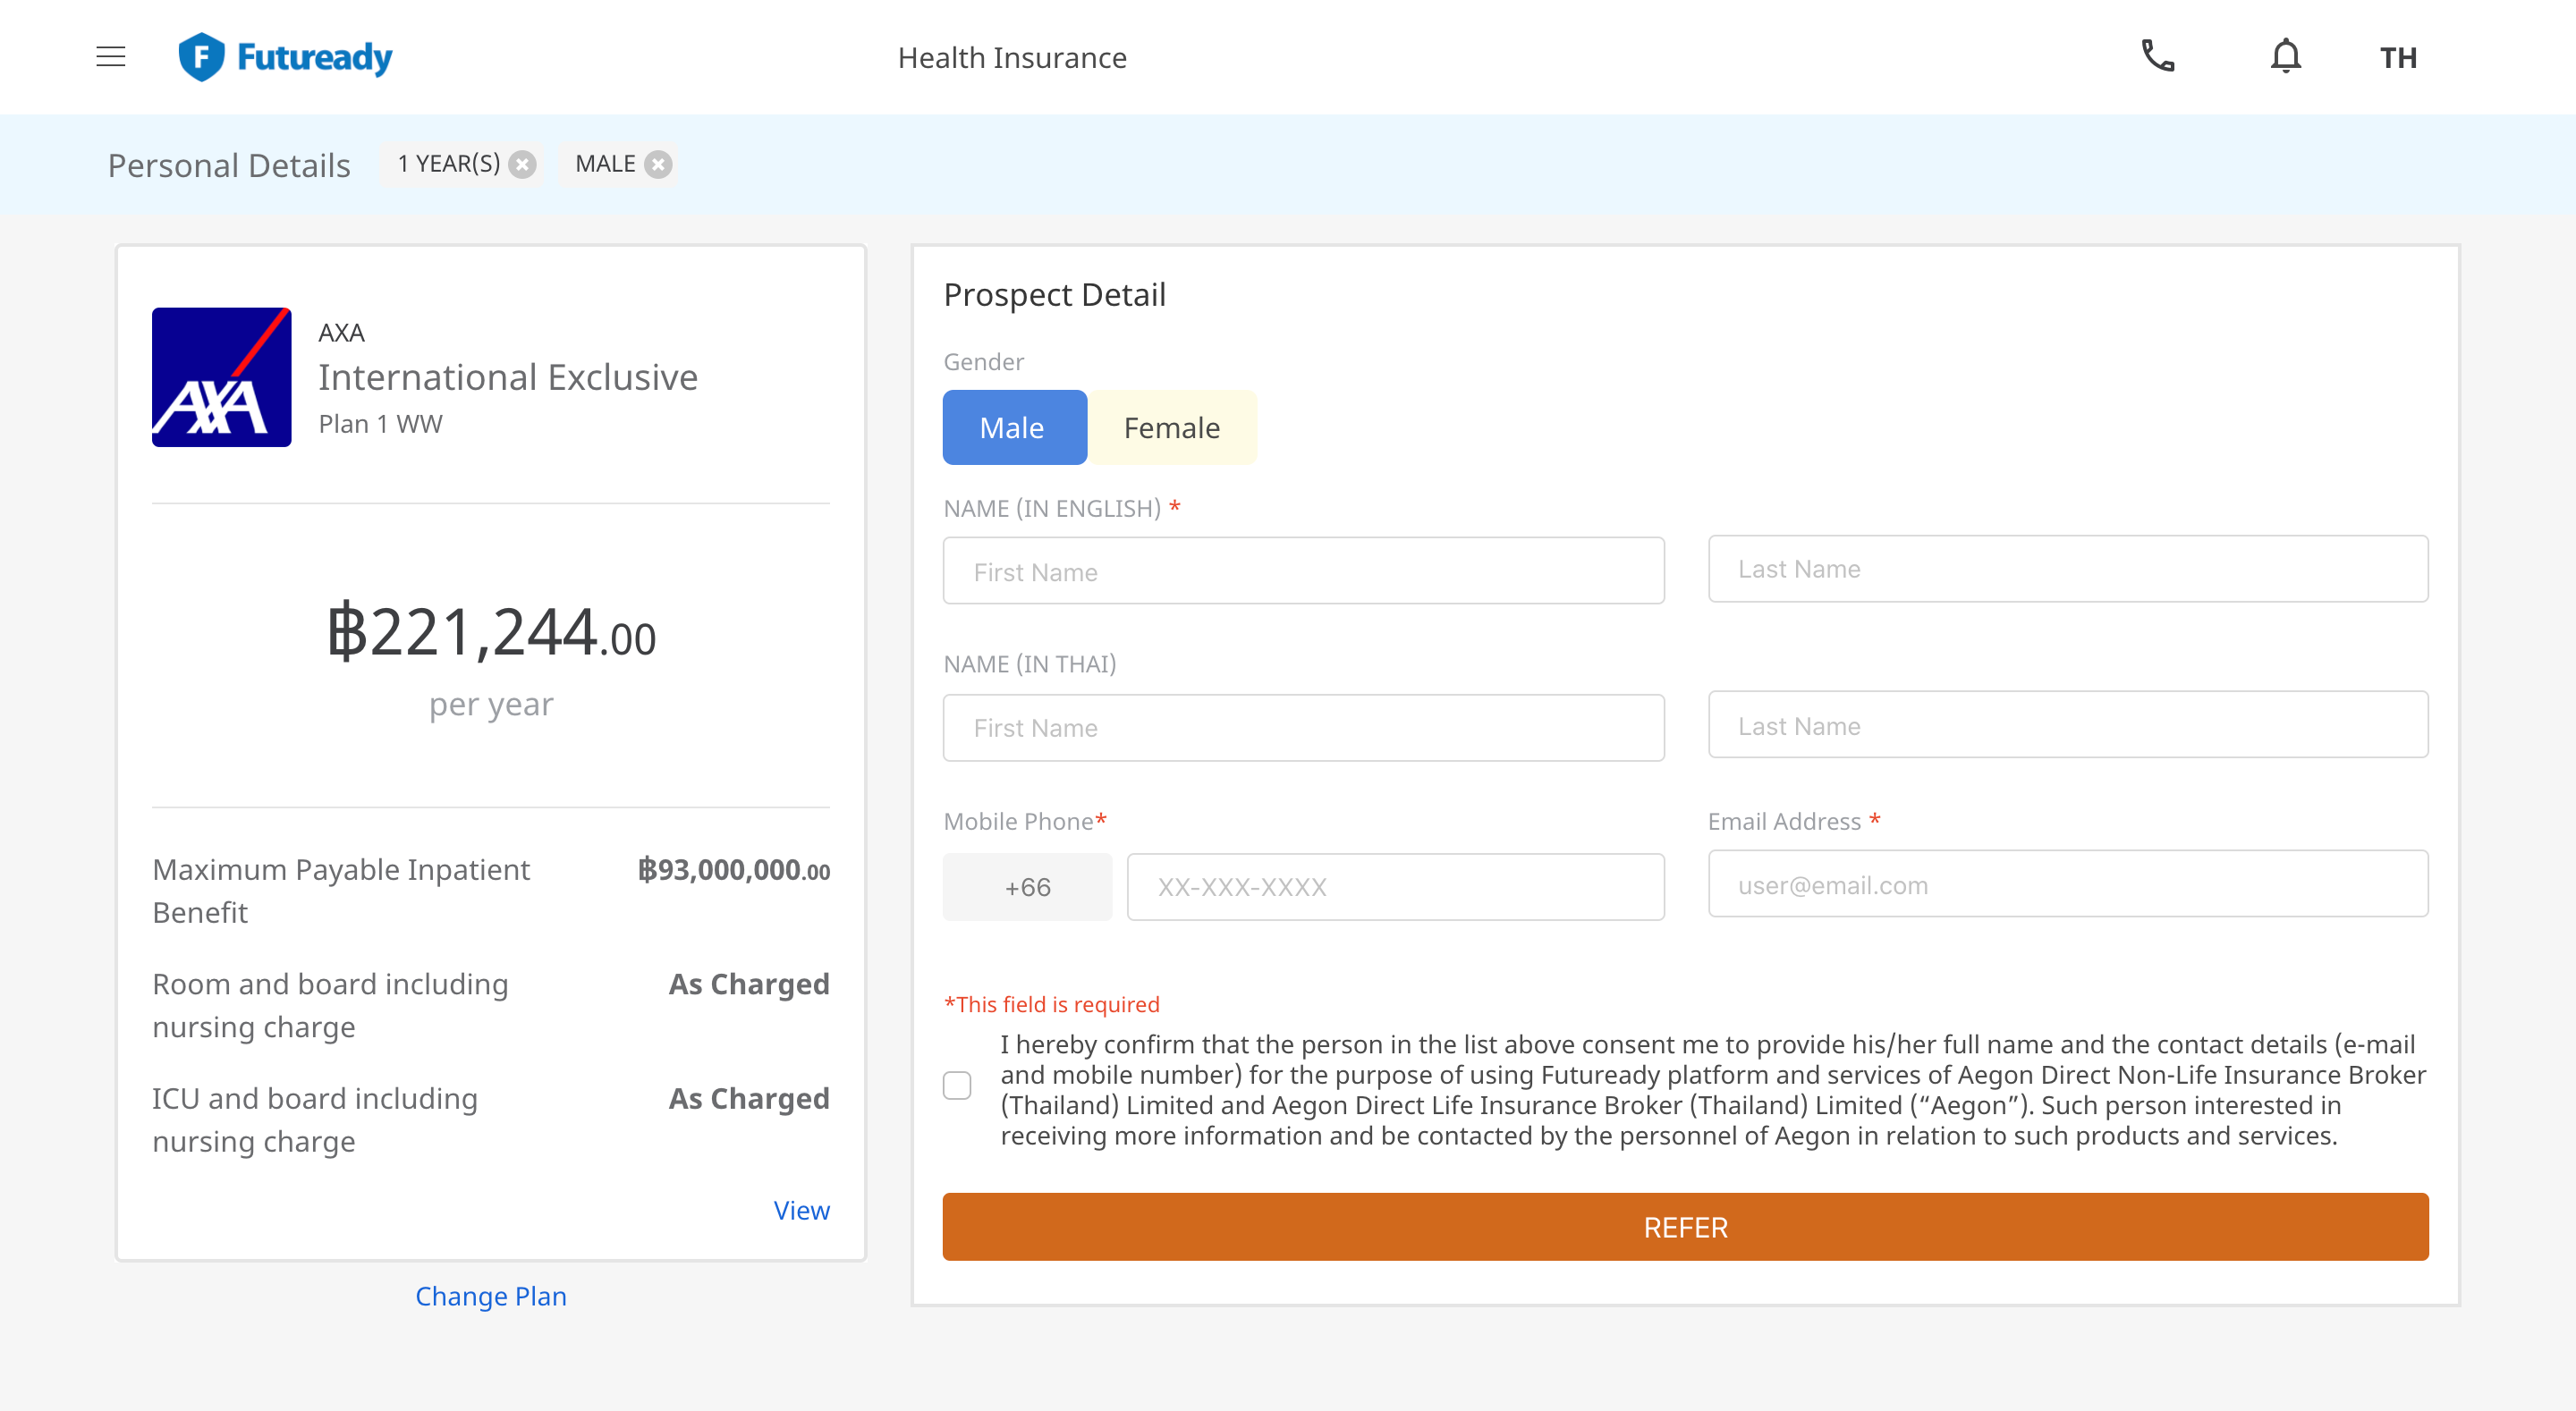 Futuready
Health Insurance
TH
Personal Details
1 YEAR(S)
MALE
AXA
AXA
International Exclusive
Plan 1 WW
฿221,244.00
per year
Maximum Payable Inpatient
Benefit
฿93,000,000.00
Room and board including
nursing charge
As Charged
ICU and board including
nursing charge
As Charged
View
Change Plan
Prospect Detail
Gender
Male
Female
NAME (IN ENGLISH) *
First Name
Last Name
NAME (IN THAI)
First Name
Last Name
Mobile Phone*
+66
XX-XXX-XXXX
Email Address *
user@email.com
*This field is required
I hereby confirm that the person in the list above consent me to provide his/her full name and the contact details (e-mail
and mobile number) for the purpose of using Futuready platform and services of Aegon Direct Non-Life Insurance Broker
(Thailand) Limited and Aegon Direct Life Insurance Broker (Thailand) Limited (“Aegon”). Such person interested in
receiving more information and be contacted by the personnel of Aegon in relation to such products and services.
REFER